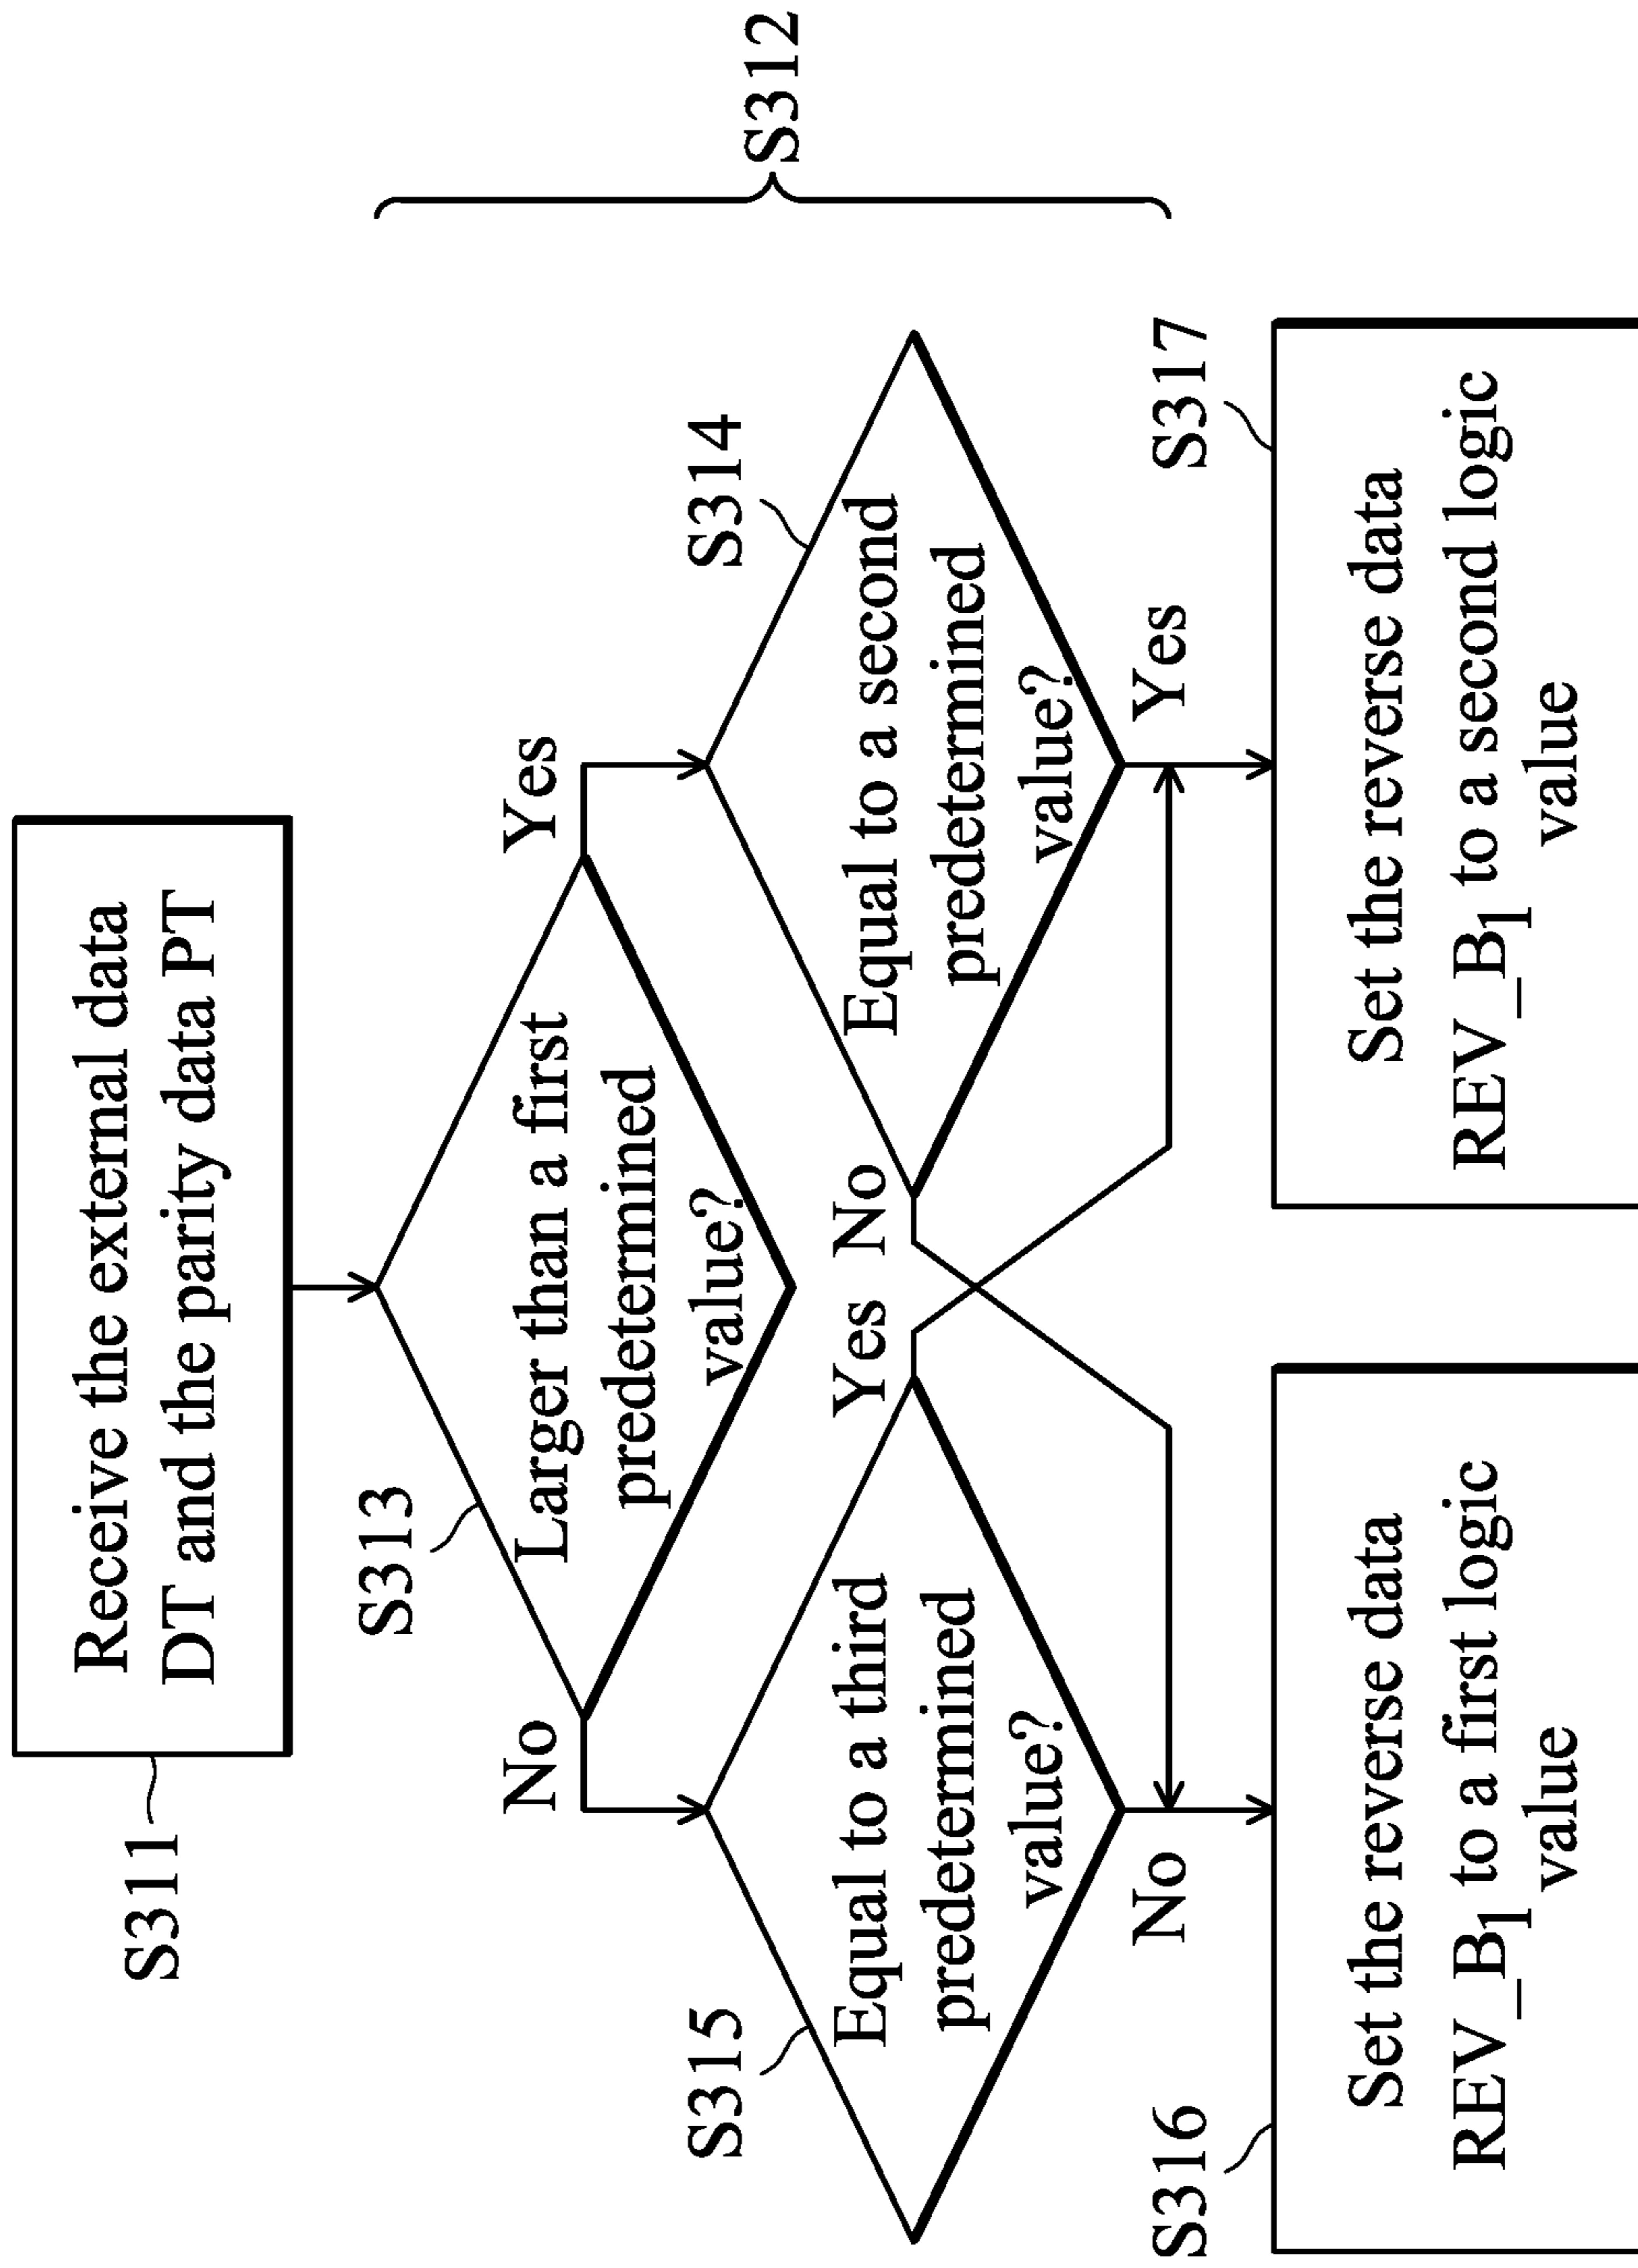 S311
Receive the external data
DT and the parity data PT
S312
S313
Larger than a first
predetermined
value?
No
Yes
S315
Equal to a third
predetermined
value?
Yes
No
S314
Equal to a second
predetermined
value?
No
Yes
S316
Set the reverse data
REV_B1 to a first logic
value
S317
Set the reverse data
REV_B1 to a second logic
value